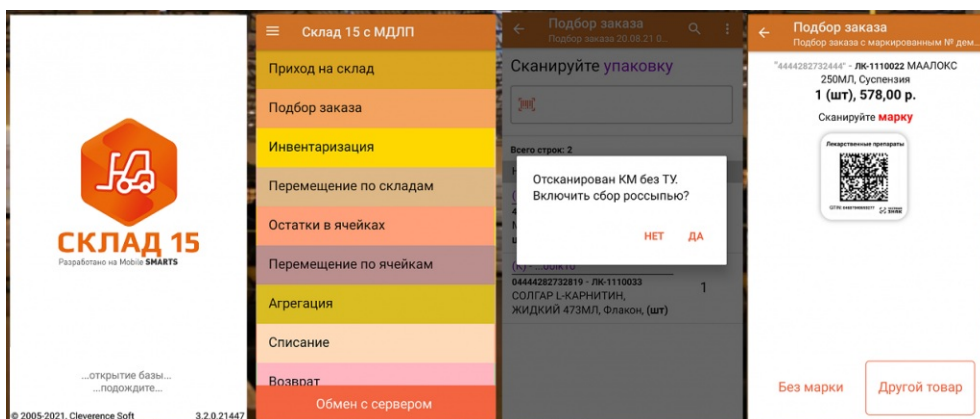 СКЛАД 15
Разработано на Mobile SMARTS
...открытие базы...
...подождите...
© 2005-2021, Cleverence Soft 3.2.0.21447
Склад 15 с МДЛП
Приход на склад
Подбор заказа
Инвентаризация
Перемещение по складам
Остатки в ячейках
Перемещение по ячейкам
Агрегация
Списание
Возврат
Обмен с сервером
Подбор заказа
Подбор заказа 20.08.21 0...
Сканируйте упаковку
Всего строк: 2
Отсканирован КМ без ТУ.
Включить сбор россыпью?
НЕТ ДА
04444282732819 - ЛК-1110033
СОЛГАР L-КАРНИТИН,
ЖИДКИЙ 473МЛ, Флакон, (шт)
1
Подбор заказа
Подбор заказа с маркированным № дем...
"4444282732444" - ЛК-1110022 МААЛОКС
250МЛ, Суспензия
1 (шт), 578,00 р.
Сканируйте марку
Лекарственные препараты
Без марки
Другой товар